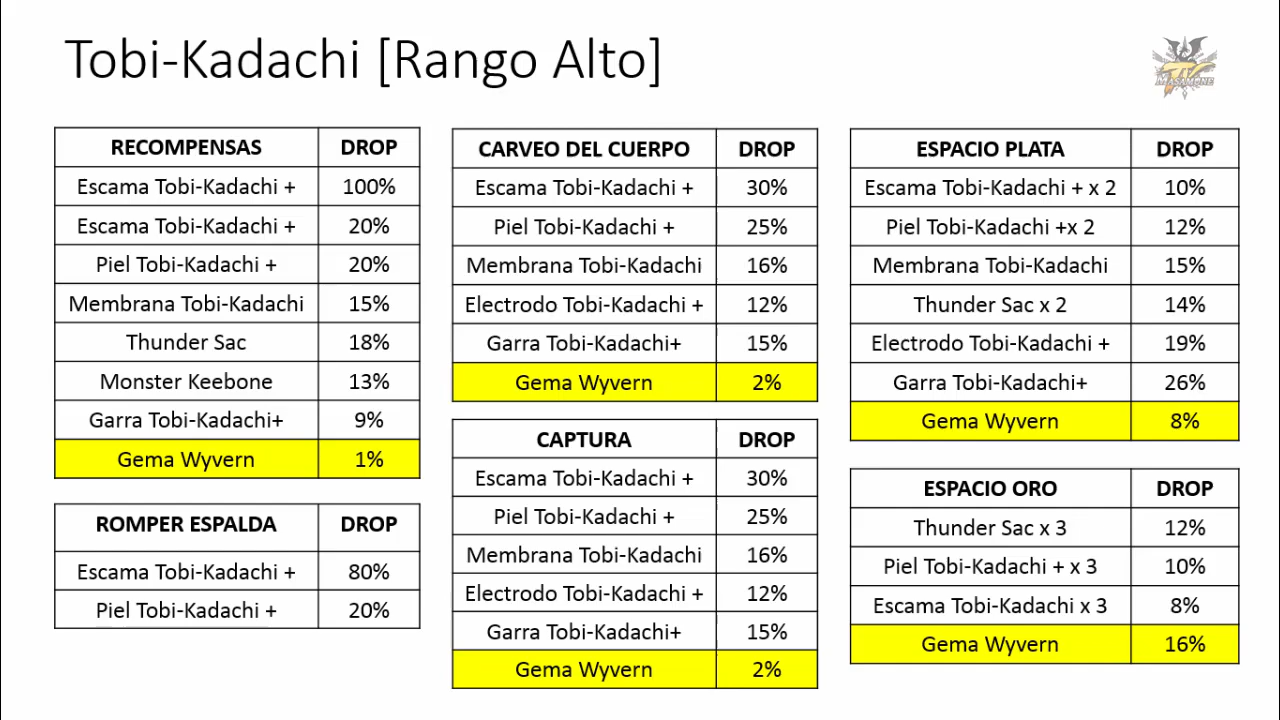 Tobi-Kadachi [Rango Alto]
MASAMONE
RECOMPENSAS DROP
Escama Tobi-Kadachi + 100%
Escama Tobi-Kadachi + 20%
Piel Tobi-Kadachi + 20%
Membrana Tobi-Kadachi 15%
Thunder Sac 18%
Monster Keebone 13%
Garra Tobi-Kadachi+ 9%
Gema Wyvern 1%
ROMPER ESPALDA DROP
Escama Tobi-Kadachi + 80%
Piel Tobi-Kadachi + 20%
CARVEO DEL CUERPO DROP
Escama Tobi-Kadachi + 30%
Piel Tobi-Kadachi + 25%
Membrana Tobi-Kadachi 16%
Electrodo Tobi-Kadachi + 12%
Garra Tobi-Kadachi+ 15%
Gema Wyvern 2%
CAPTURA DROP
Escama Tobi-Kadachi + 30%
Piel Tobi-Kadachi + 25%
Membrana Tobi-Kadachi 16%
Electrodo Tobi-Kadachi + 12%
Garra Tobi-Kadachi+ 15%
Gema Wyvern 2%
ESPACIO PLATA DROP
Escama Tobi-Kadachi + x 2 10%
Piel Tobi-Kadachi +x 2 12%
Membrana Tobi-Kadachi 15%
Thunder Sac x 2 14%
Electrodo Tobi-Kadachi + 19%
Garra Tobi-Kadachi+ 26%
Gema Wyvern 8%
ESPACIO ORO DROP
Thunder Sac x 3 12%
Piel Tobi-Kadachi + x 3 10%
Escama Tobi-Kadachi x 3 8%
Gema Wyvern 16%